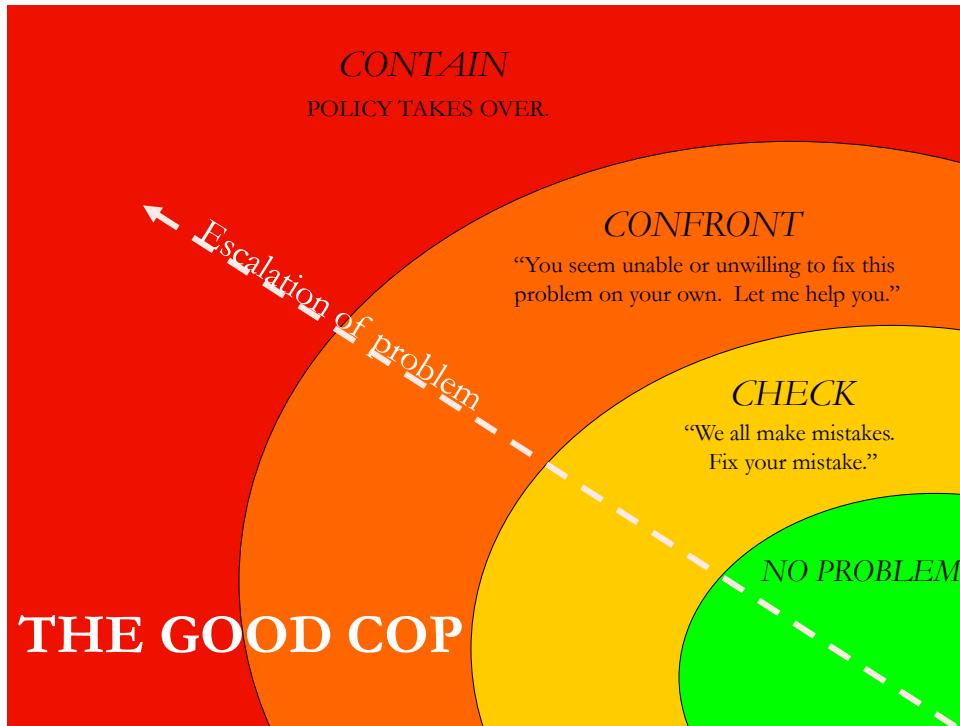 CONTAIN
POLICY TAKES OVER.
CONFRONT
“You seem unable or unwilling to fix this
problem on your own. Let me help you.”
Escalation of problem
CHECK
“We all make mistakes.
Fix your mistake.”
NO PROBLEM
THE GOOD COP